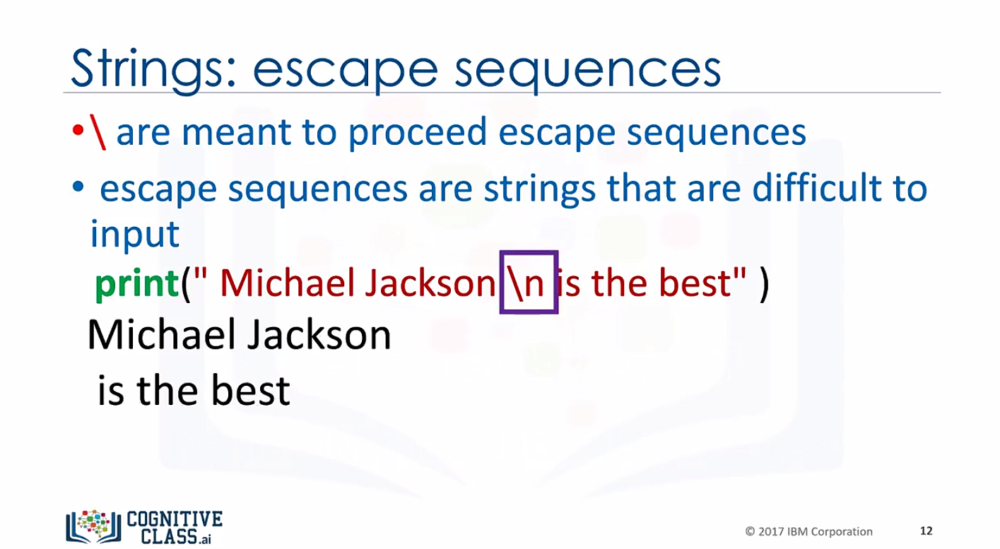 Strings: escape sequences
•\ are meant to proceed escape sequences
• escape sequences are strings that are difficult to
input
print(" Michael Jackson \n is the best" )
Michael Jackson
is the best
COGNITIVE
CLASS.ai
© 2017 IBM Corporation 12